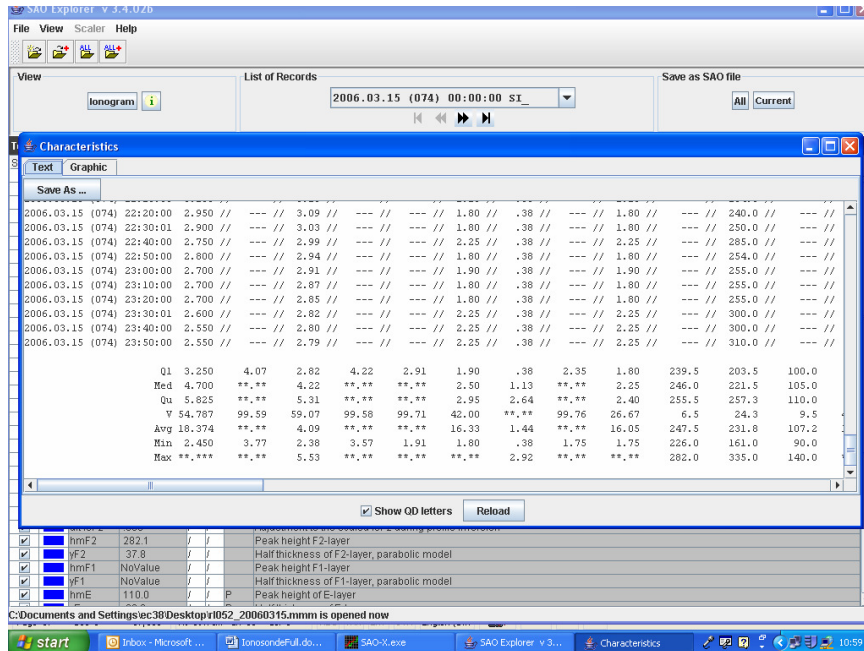 SAO Explorer v 3.4.02b
File View Scaler Help
View
List of Records
Save as SAO file
Ionogram i
2006.03.15 (074) 00:00:00 SI_
All Current
Characteristics
Text Graphic
Save As ...
2006.03.15 (074) 22:20:00 2.950 // --- // 3.09 // --- // --- // 1.80 // .38 // --- // 1.80 // --- // 240.0 // --- //
2006.03.15 (074) 22:30:01 2.900 // --- // 3.03 // --- // --- // 1.80 // .38 // --- // 1.80 // --- // 250.0 // --- //
2006.03.15 (074) 22:40:00 2.750 // --- // 2.99 // --- // --- // 2.25 // .38 // --- // 2.25 // --- // 285.0 // --- //
2006.03.15 (074) 22:50:00 2.800 // --- // 2.94 // --- // --- // 1.80 // .38 // --- // 1.80 // --- // 254.0 // --- //
2006.03.15 (074) 23:00:00 2.700 // --- // 2.91 // --- // --- // 1.90 // .38 // --- // 1.90 // --- // 255.0 // --- //
2006.03.15 (074) 23:10:00 2.700 // --- // 2.87 // --- // --- // 1.80 // .38 // --- // 1.80 // --- // 255.0 // --- //
2006.03.15 (074) 23:20:00 2.700 // --- // 2.85 // --- // --- // 1.80 // .38 // --- // 1.80 // --- // 255.0 // --- //
2006.03.15 (074) 23:30:01 2.600 // --- // 2.82 // --- // --- // 2.25 // .38 // --- // 2.25 // --- // 300.0 // --- //
2006.03.15 (074) 23:40:00 2.550 // --- // 2.80 // --- // --- // 2.25 // .38 // --- // 2.25 // --- // 300.0 // --- //
2006.03.15 (074) 23:50:00 2.550 // --- // 2.79 // --- // --- // 2.25 // .38 // --- // 2.25 // --- // 310.0 // --- //
Ql 3.250 4.07 2.82 4.22 2.91 1.90 .38 2.35 1.80 239.5 203.5 100.0
Med 4.700 **.** 4.22 **.** **.** 2.50 1.13 **.** 2.25 246.0 221.5 105.0
Qu 5.825 **.** 5.31 **.** **.** 2.95 2.64 **.** 2.40 255.5 257.3 110.0
V 54.787 99.59 59.07 99.58 99.71 42.00 **.** 99.76 26.67 6.5 24.3 9.5
Avg 18.374 **.** 4.09 **.** **.** 16.33 1.44 **.** 16.05 247.5 231.8 107.2
Min 2.450 3.77 2.38 3.57 1.91 1.80 .38 1.75 1.75 226.0 161.0 90.0
Max **.*** **.** 5.53 **.** **.** **.** 2.92 **.** **.** 282.0 335.0 140.0
Show QD letters Reload
hmF2 282.1 / / Peak height F2-layer
yF2 37.8 / / Half thickness of F2-layer, parabolic model
hmF1 NoValue / / Peak height F1-layer
yF1 NoValue / / Half thickness of F1-layer, parabolic model
hmE 110.0 / / P Peak height of E-layer
C:\Documents and Settings\ec38\Desktop\rl052_20060315.mmm is opened now
start Inbox - Microsoft ... IonosondeFull.do... SAO-X.exe SAO Explorer v 3... Characteristics 10:59